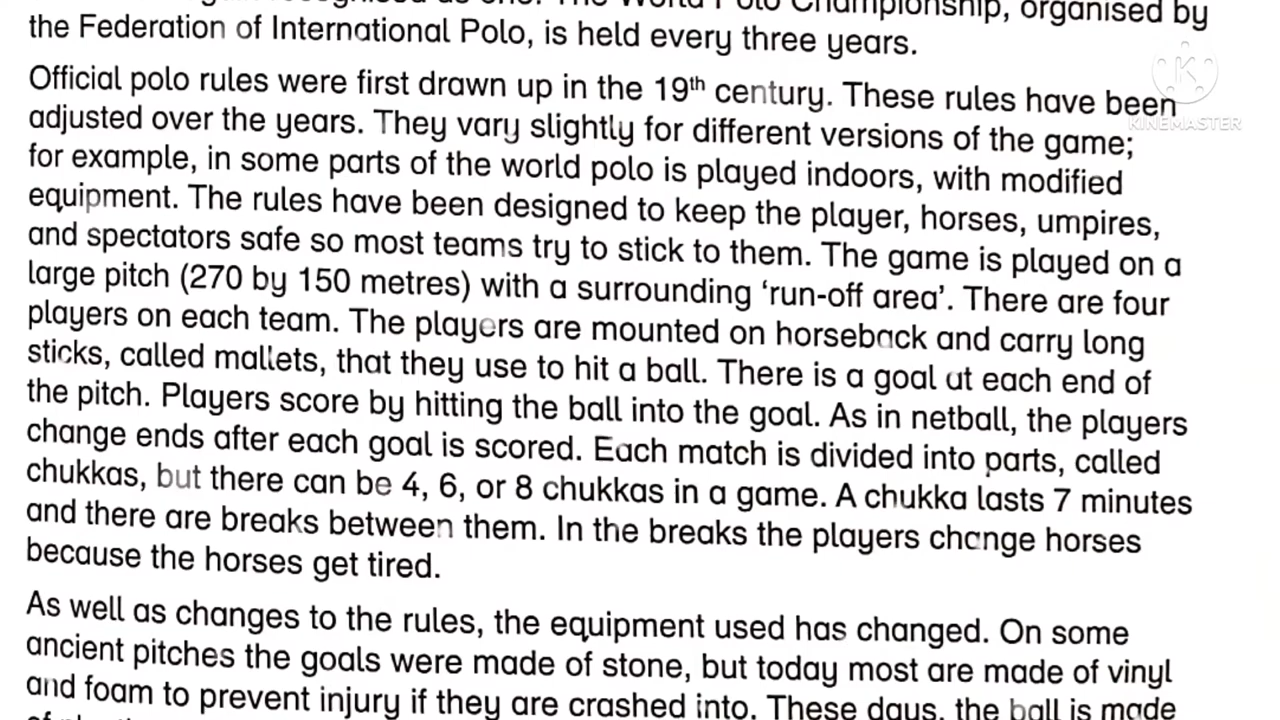 recognised as one. The World Polo Championship, organised by
the Federation of International Polo, is held every three years.
Official polo rules were first drawn up in the 19th century. These rules have been
adjusted over the years. They vary slightly for different versions of the game;
for example, in some parts of the world polo is played indoors, with modified
equipment. The rules have been designed to keep the player, horses, umpires,
and spectators safe so most teams try to stick to them. The game is played on a
large pitch (270 by 150 metres) with a surrounding ‘run-off area’. There are four
players on each team. The players are mounted on horseback and carry long
sticks, called mallets, that they use to hit a ball. There is a goal at each end of
the pitch. Players score by hitting the ball into the goal. As in netball, the players
change ends after each goal is scored. Each match is divided into parts, called
chukkas, but there can be 4, 6, or 8 chukkas in a game. A chukka lasts 7 minutes
and there are breaks between them. In the breaks the players change horses
because the horses get tired.
As well as changes to the rules, the equipment used has changed. On some
ancient pitches the goals were made of stone, but today most are made of vinyl
and foam to prevent injury if they are crashed into. These days, the ball is made
K
KINEMASTER